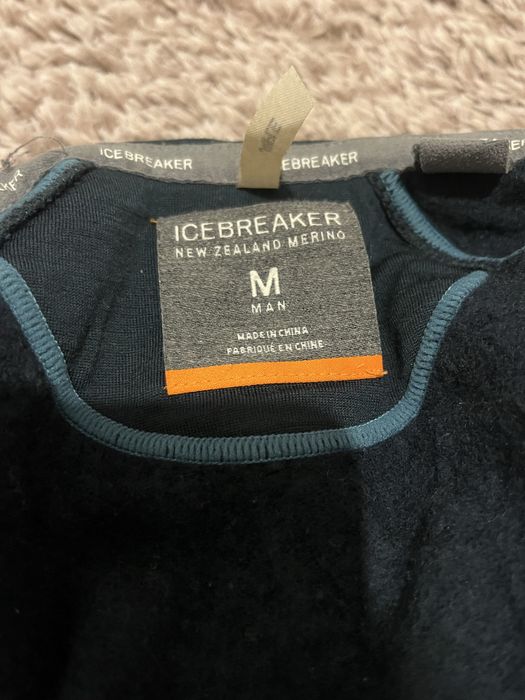 ICEBREAKER
ICEBREAKER
ICEBREAKER
NEW ZEALAND MERINO
M
MAN
MADE IN CHINA
FABRIQUÉ EN CHINE